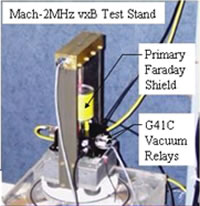 Mach-2MHz vxB Test Stand
Primary
Faraday
Shield
G41C
Vacuum
Relays